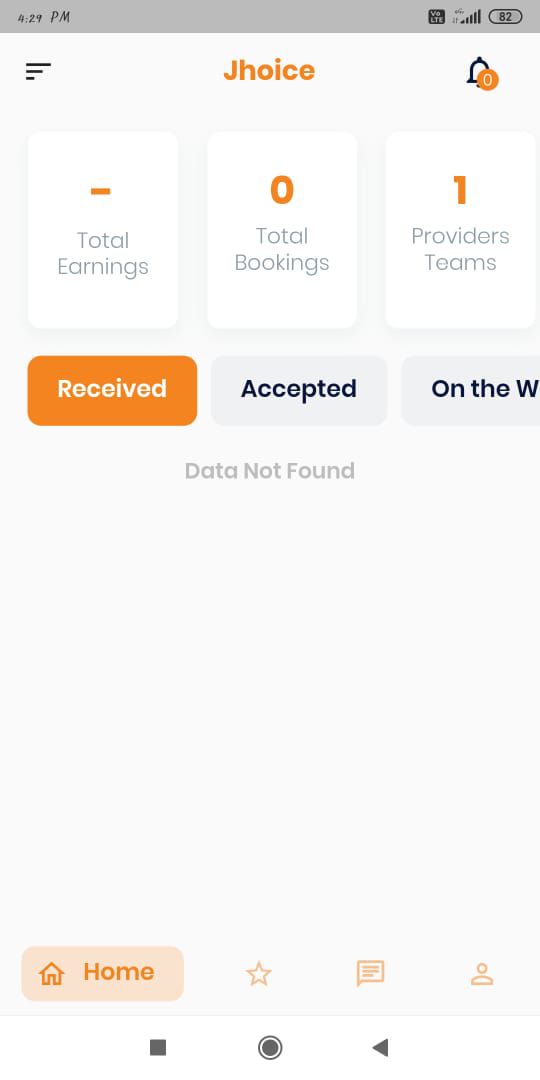 4:29 PM
Vo LTE
82
Jhoice
0
-
Total
Earnings
0
Total
Bookings
1
Providers
Teams
Received
Accepted
On the W
Data Not Found
Home